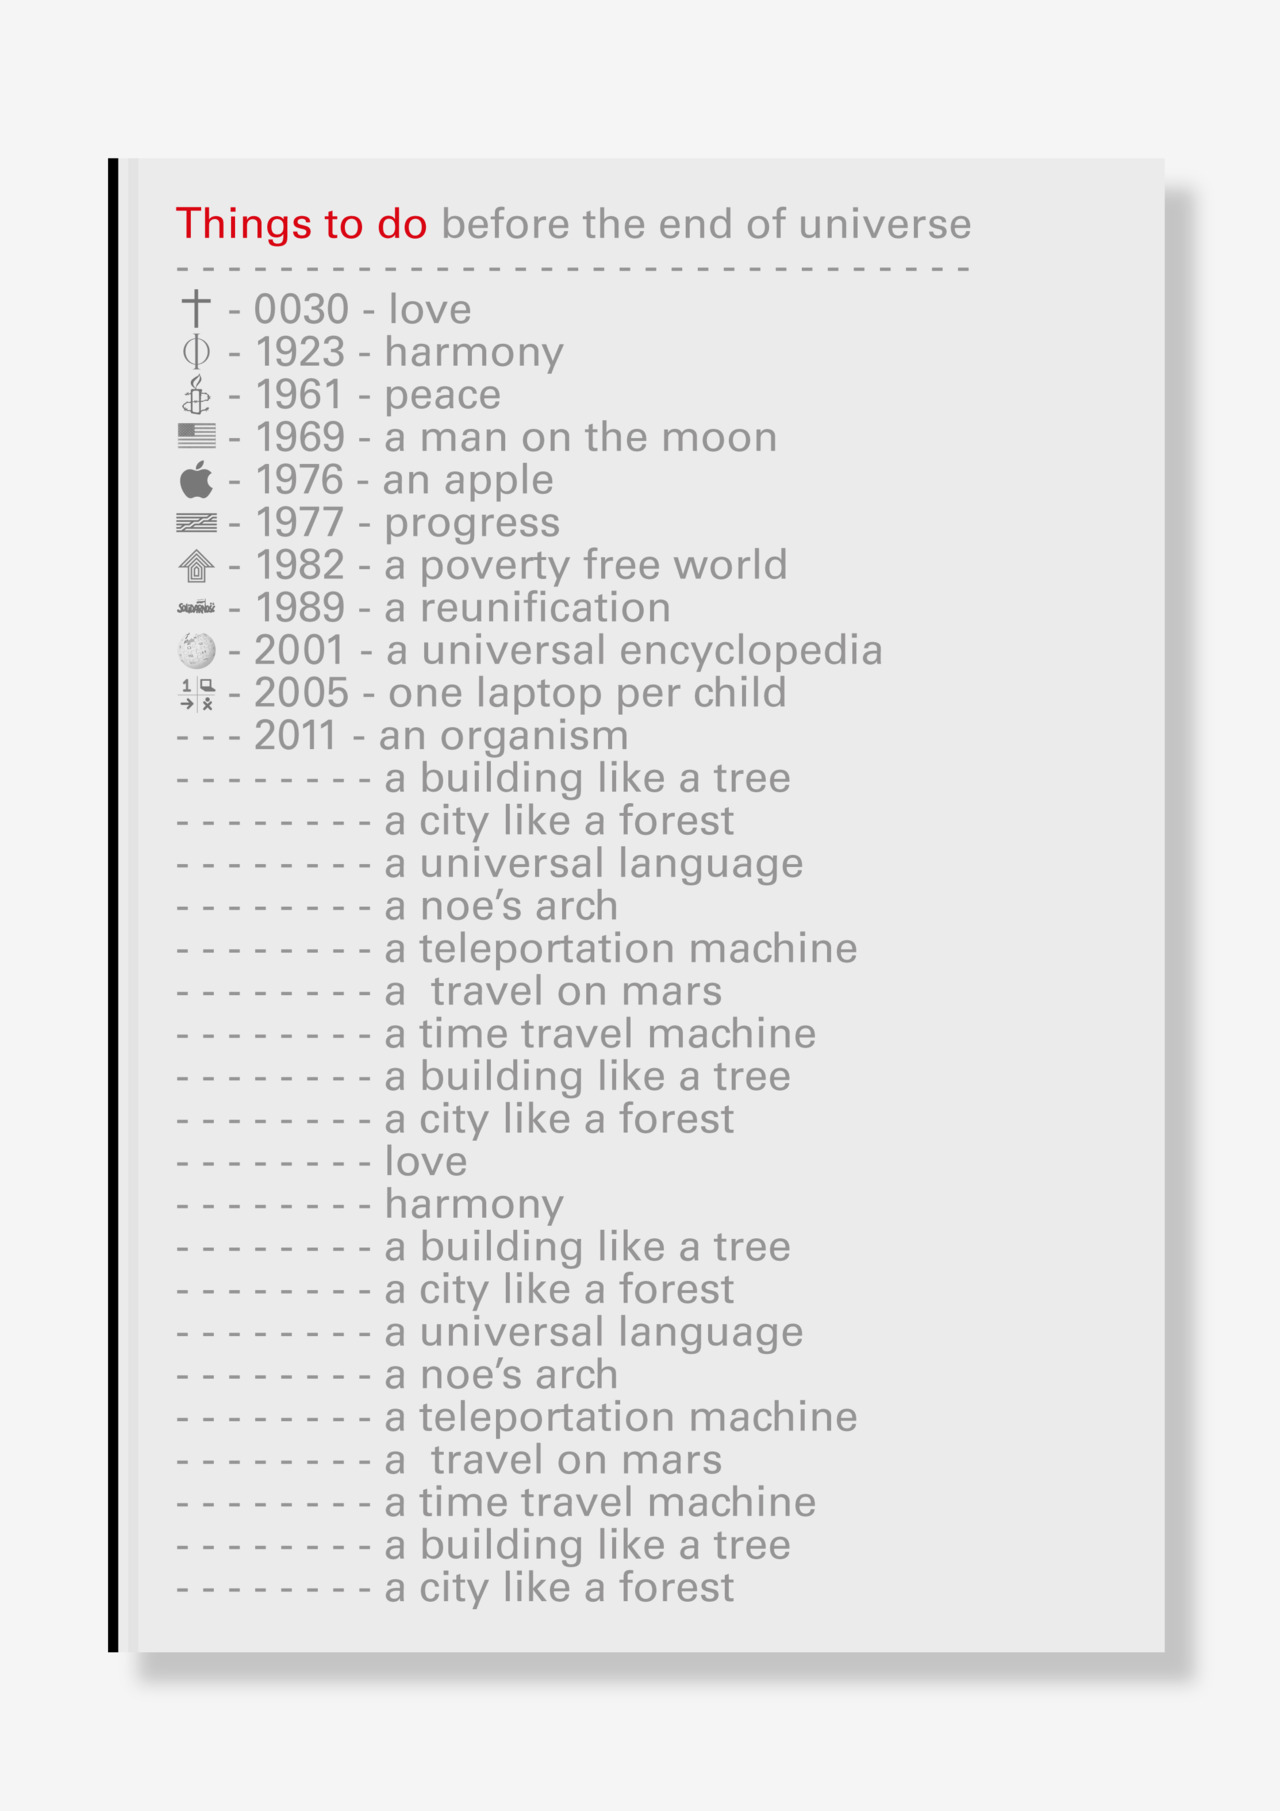 Things to do before the end of universe
- - - - - - - - - - - - - - - - - - - - - - - - - - - - - - -
- 0030 - love
- 1923 - harmony
- 1961 - peace
- 1969 - a man on the moon
- 1976 - an apple
- 1977 - progress
- 1982 - a poverty free world
SOLIDARNOŚĆ - 1989 - a reunification
- 2001 - a universal encyclopedia
1 - 2005 - one laptop per child
- - - 2011 - an organism
- - - - - - - - a building like a tree
- - - - - - - - a city like a forest
- - - - - - - - a universal language
- - - - - - - - a noe’s arch
- - - - - - - - a teleportation machine
- - - - - - - - a  travel on mars
- - - - - - - - a time travel machine
- - - - - - - - a building like a tree
- - - - - - - - a city like a forest
- - - - - - - - love
- - - - - - - - harmony
- - - - - - - - a building like a tree
- - - - - - - - a city like a forest
- - - - - - - - a universal language
- - - - - - - - a noe’s arch
- - - - - - - - a teleportation machine
- - - - - - - - a  travel on mars
- - - - - - - - a time travel machine
- - - - - - - - a building like a tree
- - - - - - - - a city like a forest